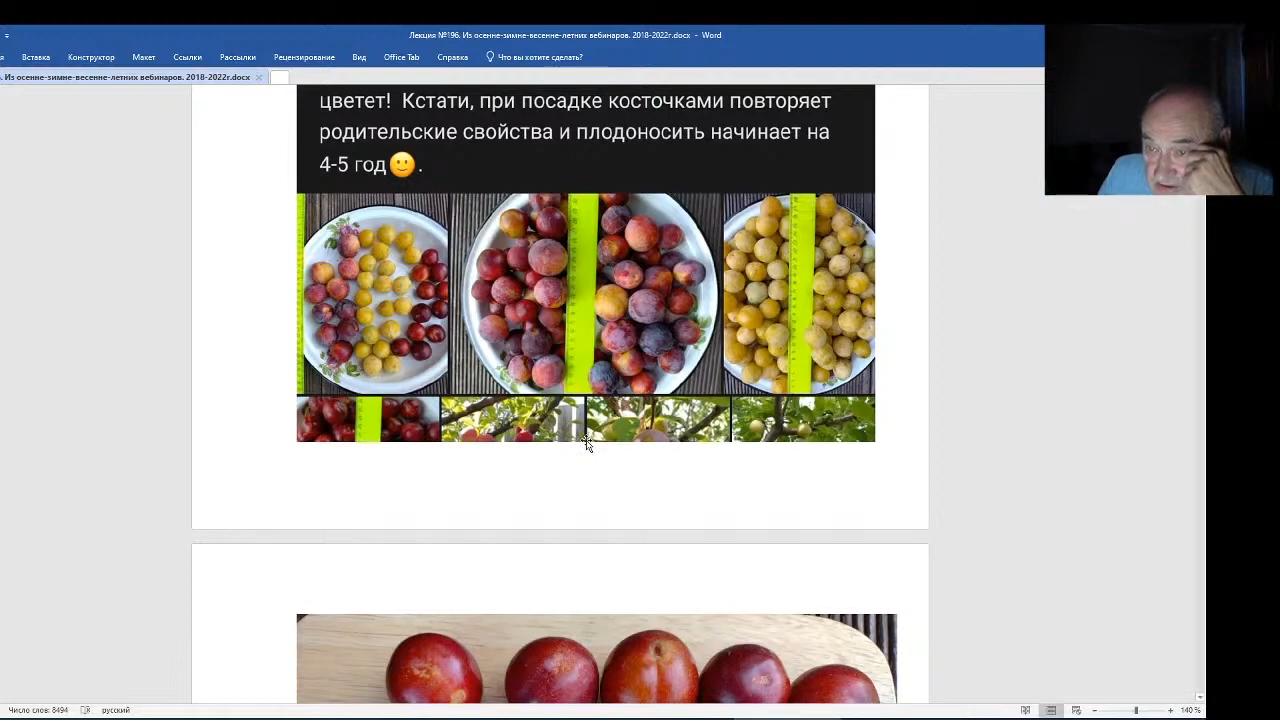 Лекция №196. Из осенне-зимне-весенне-летних вебинаров. 2018-2022г.docx - Word
Вставка Конструктор Макет Ссылки Рассылки Рецензирование Вид Office Tab Справка Что вы хотите сделать?
. Из осенне-зимне-весенне-летних вебинаров. 2018-2022г.docx
цветет! Кстати, при посадке косточками повторяет
родительские свойства и плодоносить начинает на
4-5 год🙂.
Число слов: 8494 русский 140 %